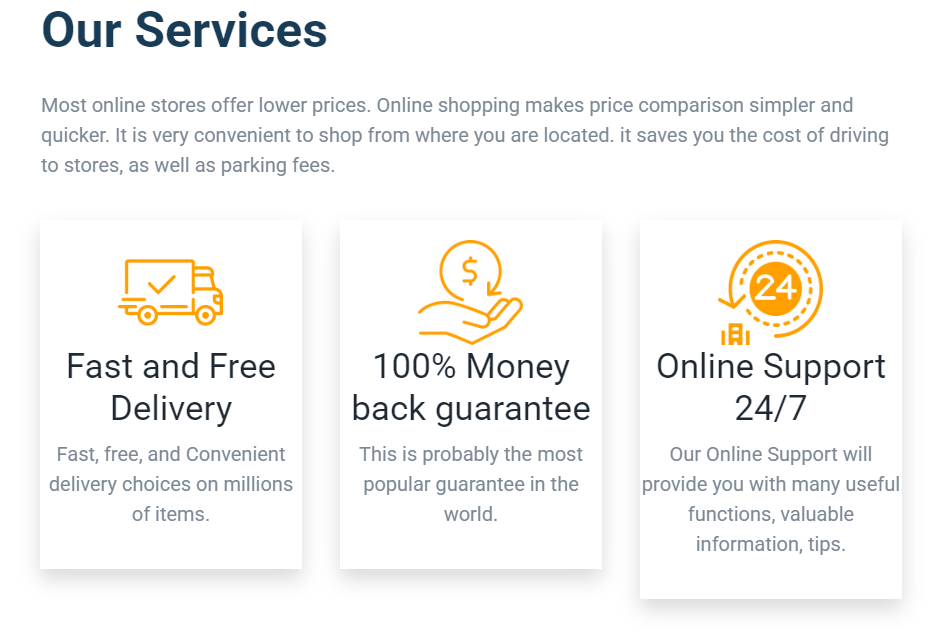 Our Services
Most online stores offer lower prices. Online shopping makes price comparison simpler and
quicker. It is very convenient to shop from where you are located. it saves you the cost of driving
to stores, as well as parking fees.
$
24
Fast and Free
Delivery
Fast, free, and Convenient
delivery choices on millions
of items.
100% Money
back guarantee
This is probably the most
popular guarantee in the
world.
Online Support
24/7
Our Online Support will
provide you with many useful
functions, valuable
information, tips.